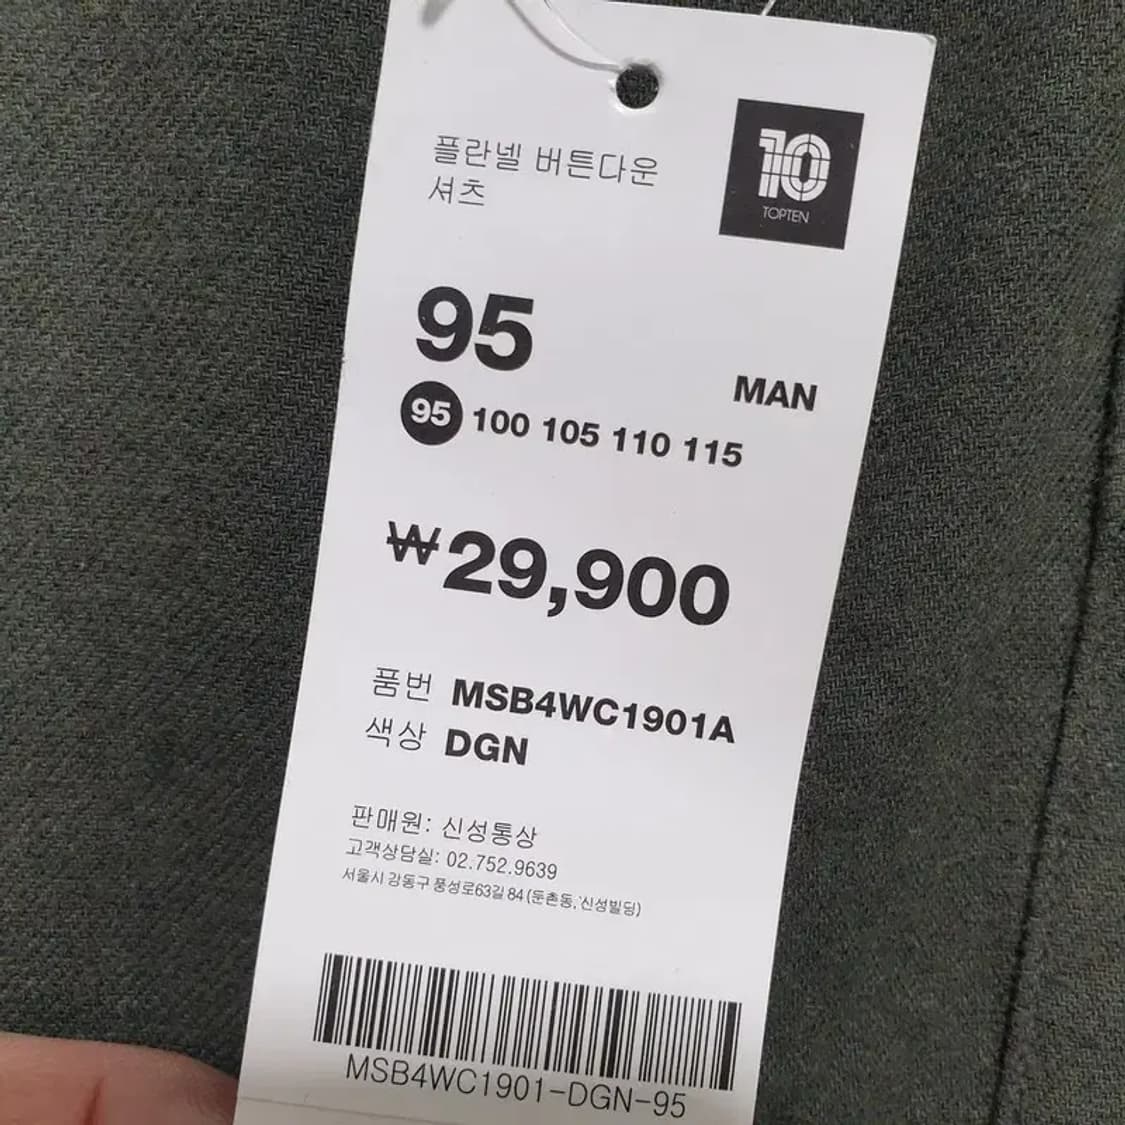 플란넬 버튼다운
셔츠
10
TOPTEN
95
MAN
95 100 105 110 115
₩29,900
품번 MSB4WC1901A
색상 DGN
판매원: 신성통상
고객상담실: 02.752.9639
서울시 강동구 풍성로63길 84 (둔촌동, 신성빌딩)
MSB4WC1901-DGN-95